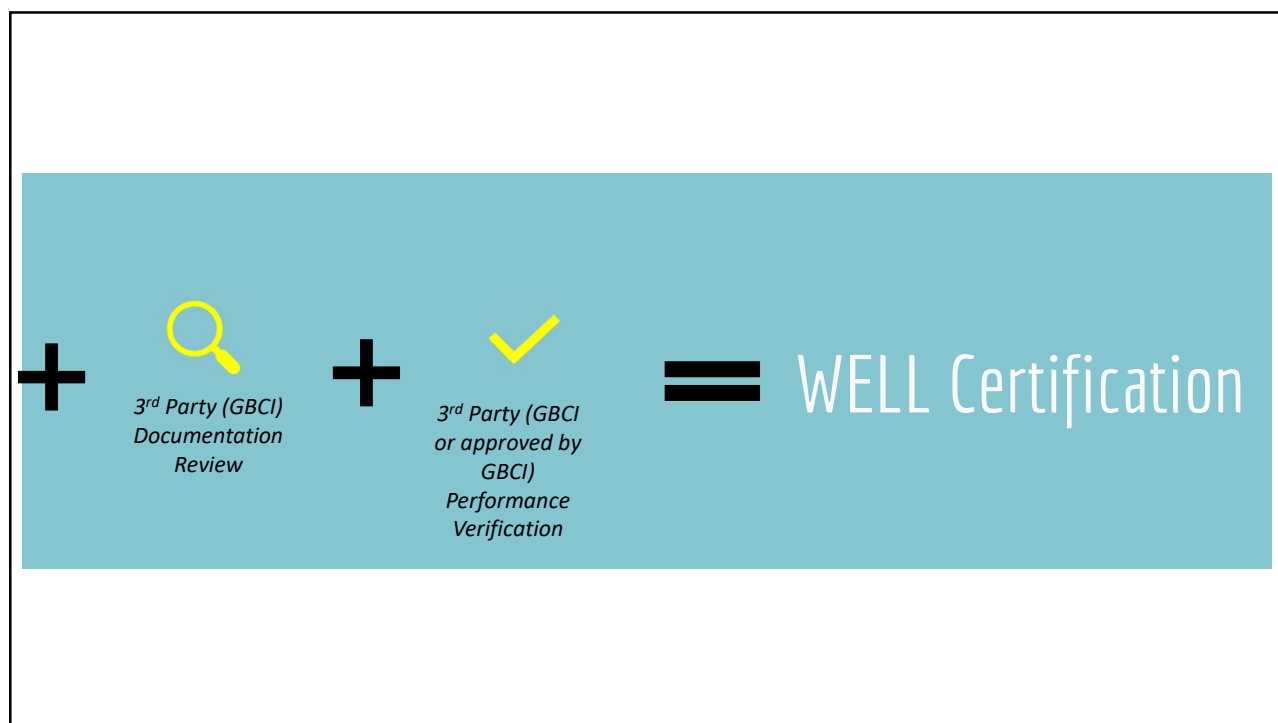 +
3rd Party (GBCI)
Documentation
Review
+
3rd Party (GBCI
or approved by
GBCI)
Performance
Verification
=
WELL Certification